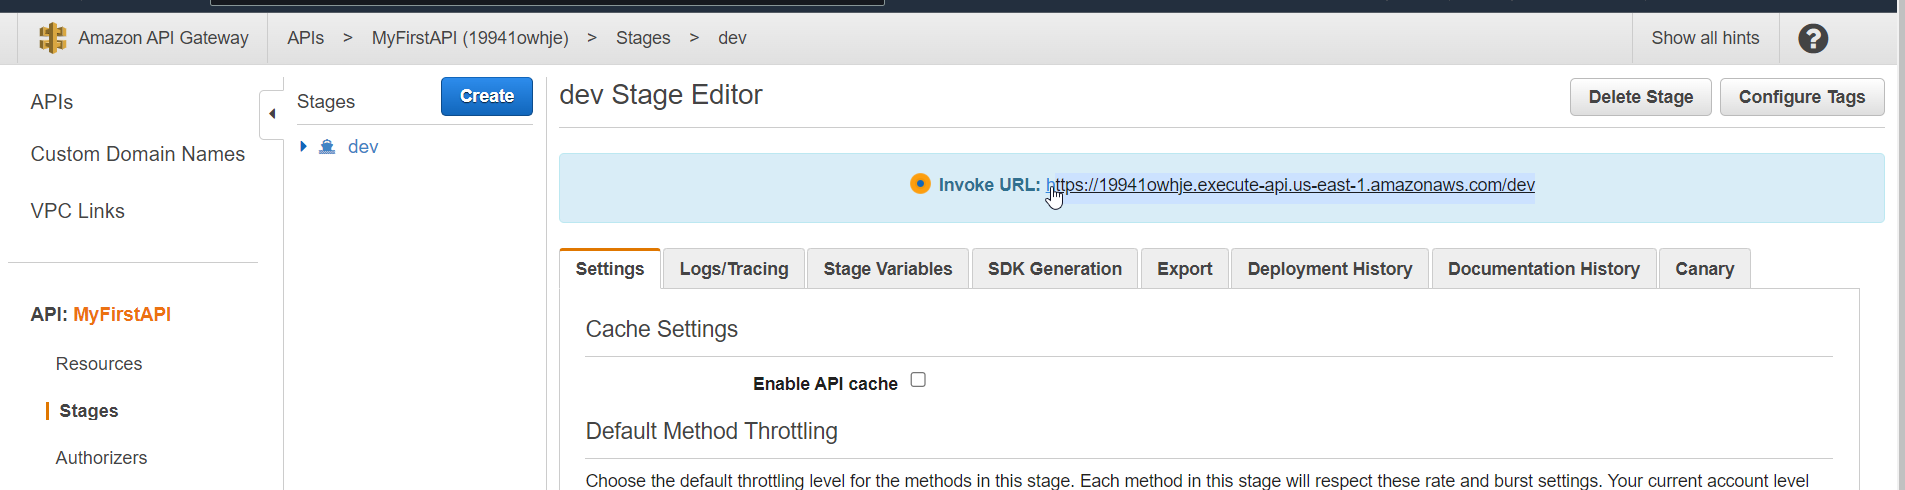 Amazon API Gateway
APIs > MyFirstAPI (19941owhje) > Stages > dev
Show all hints
?
APIs
Custom Domain Names
VPC Links
API: MyFirstAPI
Resources
Stages
Authorizers
Stages
Create
dev
dev Stage Editor
Delete Stage
Configure Tags
Invoke URL: https://19941owhje.execute-api.us-east-1.amazonaws.com/dev
Settings
Logs/Tracing
Stage Variables
SDK Generation
Export
Deployment History
Documentation History
Canary
Cache Settings
Enable API cache
Default Method Throttling
Choose the default throttling level for the methods in this stage. Each method in this stage will respect these rate and burst settings. Your current account level